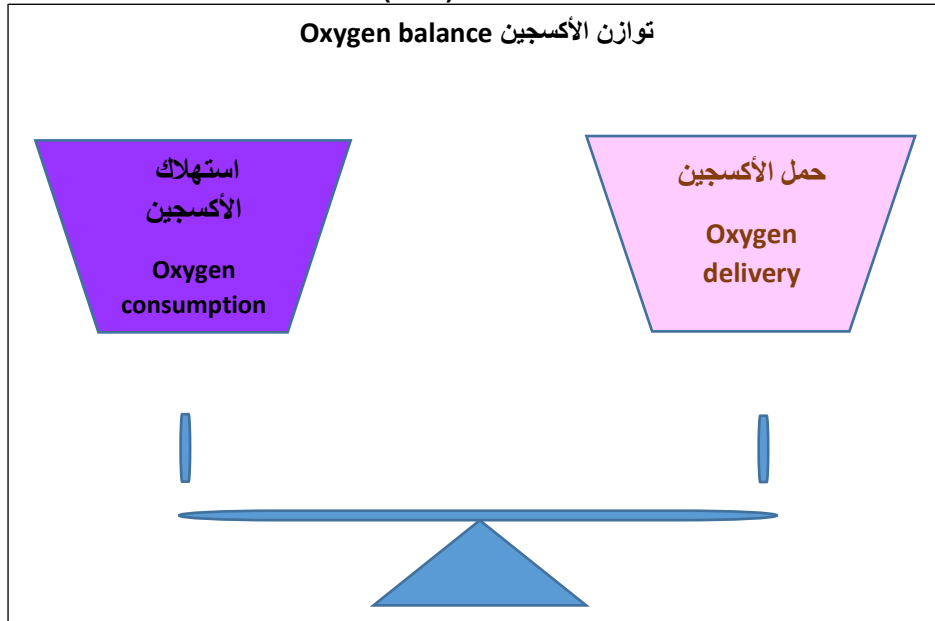 توازن الأكسجين Oxygen balance
استهلاك
الأكسجين
Oxygen
consumption
حمل الأكسجين
Oxygen
delivery